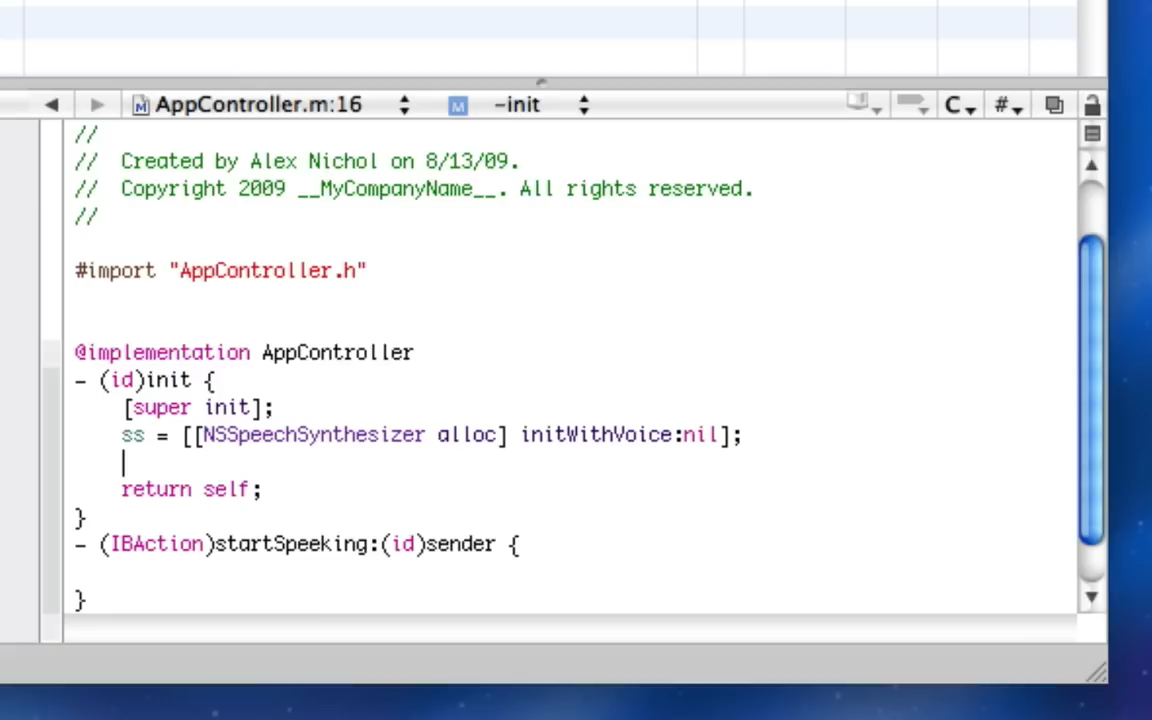 AppController.m:16 M -init C #
//
// Created by Alex Nichol on 8/13/09.
// Copyright 2009 __MyCompanyName__. All rights reserved.
//
#import "AppController.h"
@implementation AppController
- (id)init {
[super init];
ss = [[NSSpeechSynthesizer alloc] initWithVoice:nil];
return self;
}
- (IBAction)startSpeeking:(id)sender {
}